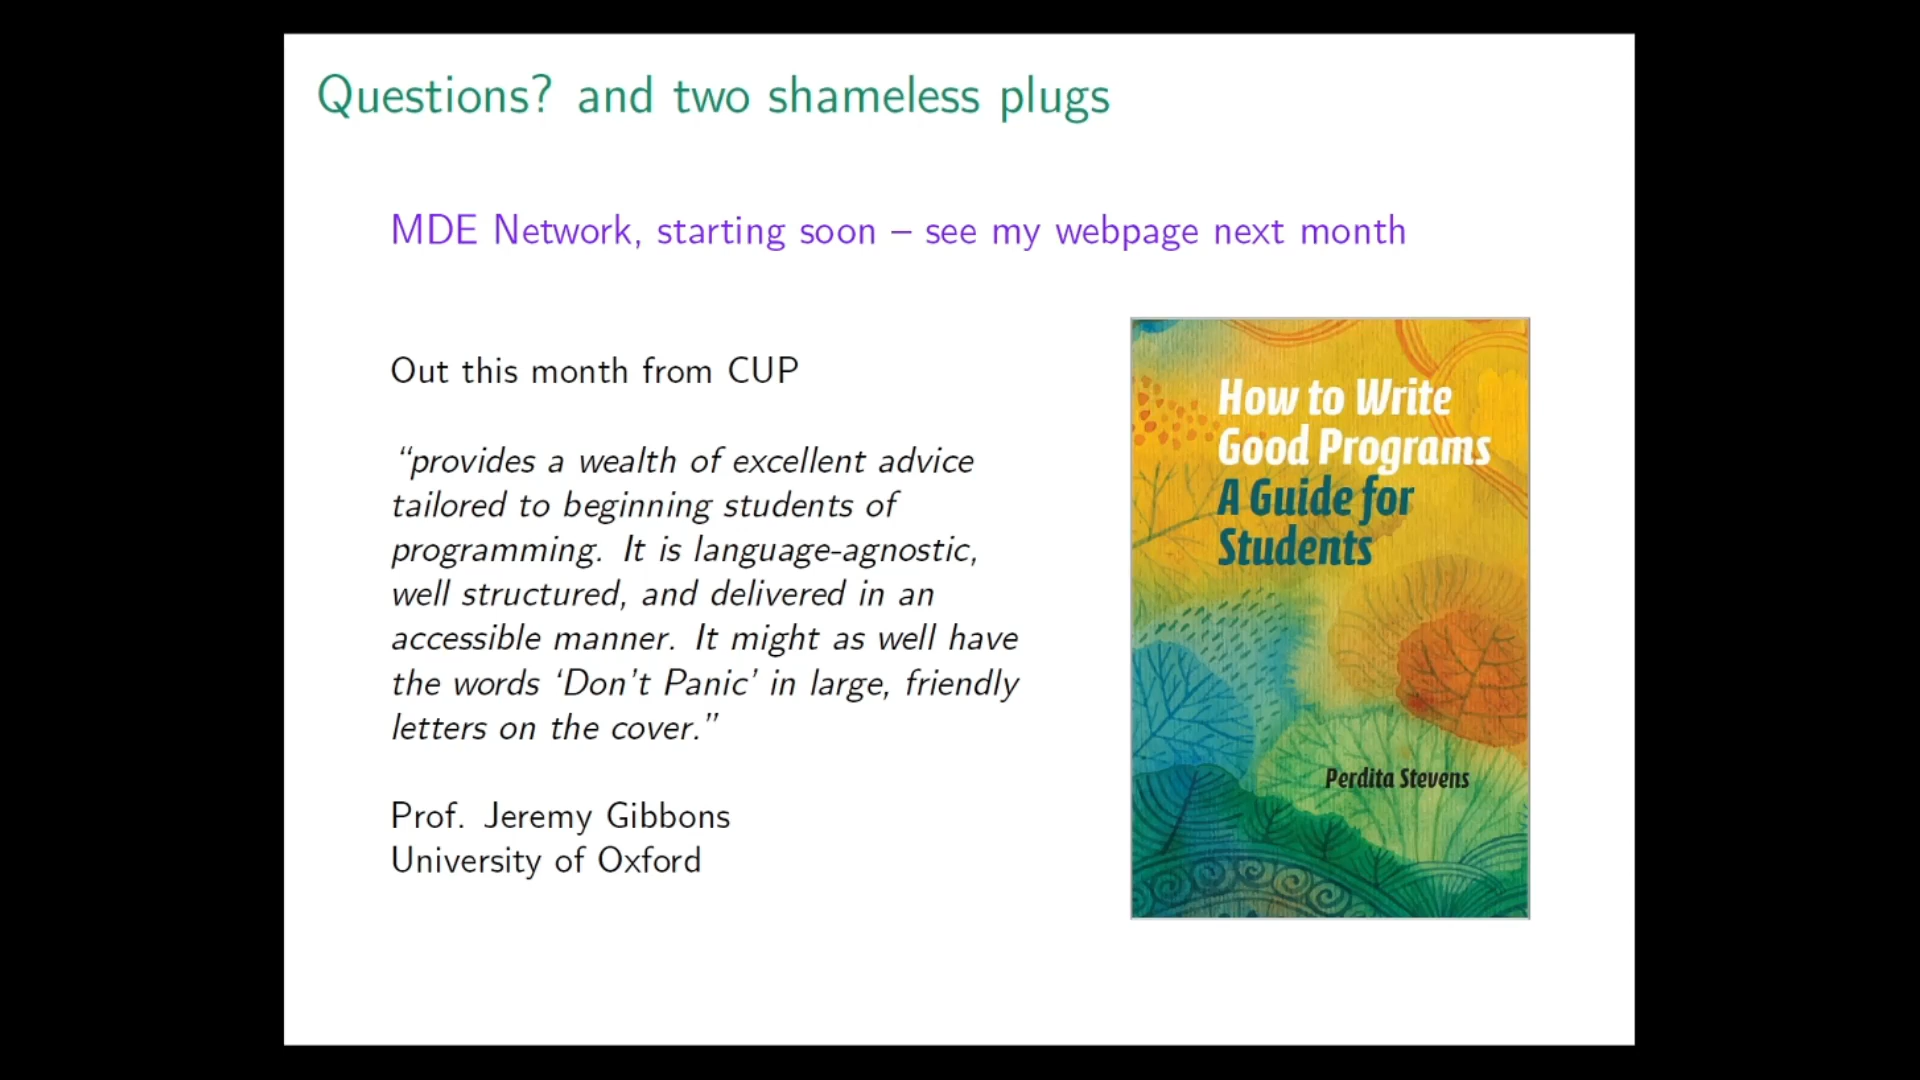 Questions? and two shameless plugs
MDE Network, starting soon – see my webpage next month
Out this month from CUP
“provides a wealth of excellent advice
tailored to beginning students of
programming. It is language-agnostic,
well structured, and delivered in an
accessible manner. It might as well have
the words ‘Don’t Panic’ in large, friendly
letters on the cover.”
Prof. Jeremy Gibbons
University of Oxford
How to Write
Good Programs
A Guide for
Students
Perdita Stevens